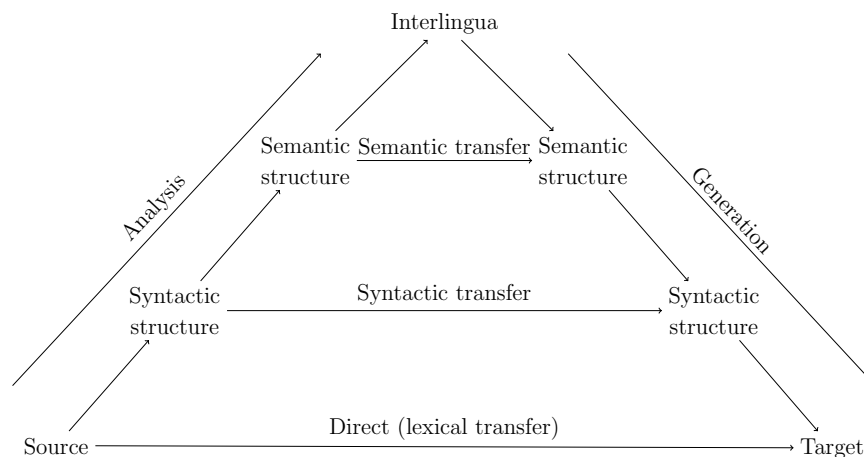 Interlingua
Semantic
structure
Semantic transfer
Semantic
structure
Analysis
Generation
Syntactic
structure
Syntactic transfer
Syntactic
structure
Source
Direct (lexical transfer)
Target